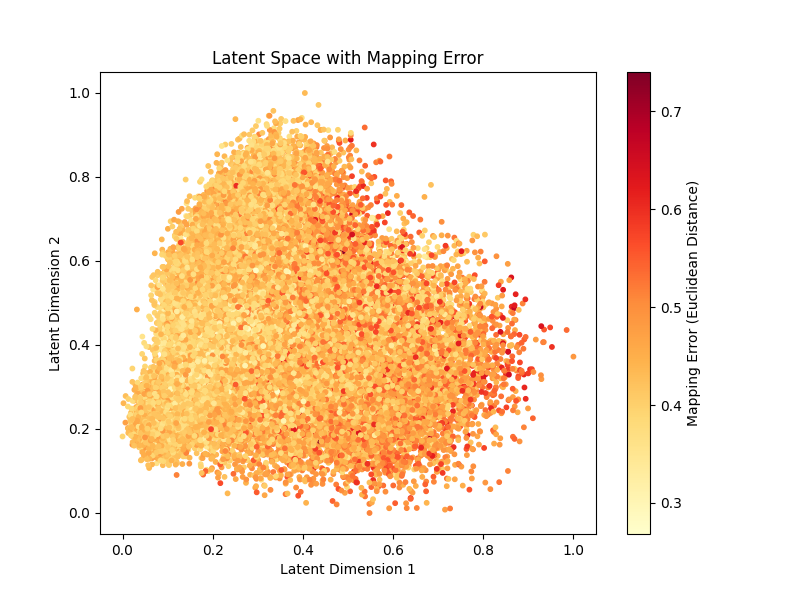 Latent Space with Mapping Error
1.0
0.8
0.6
0.4
0.2
0.0
Latent Dimension 2
0.0 0.2 0.4 0.6 0.8 1.0
Latent Dimension 1
0.7
0.6
0.5
0.4
0.3
Mapping Error (Euclidean Distance)